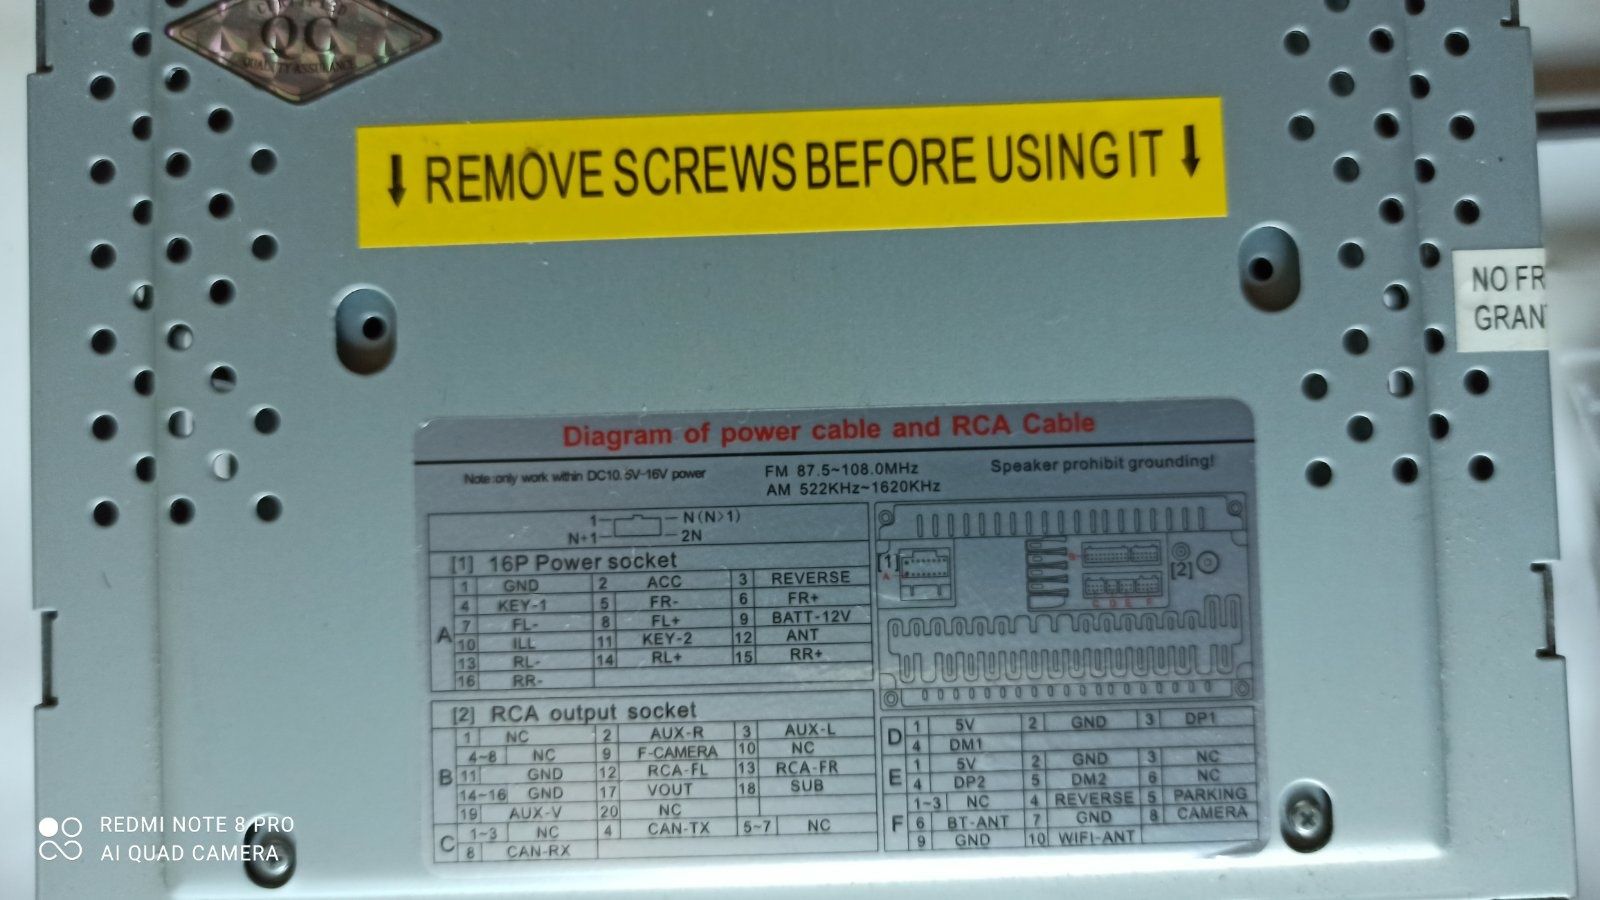 QC
QUALITY ASSURANCE
↓ REMOVE SCREWS BEFORE USING IT ↓
NO FR
GRAN
Diagram of power cable and RCA Cable
Note:only work within DC10.5V~16V power
FM 87.5~108.0MHz
AM 522KHz~1620KHz
Speaker prohibit grounding!
1 N(N>1)
N+1 2N
[1] 16P Power socket
A
1 GND 2 ACC 3 REVERSE
4 KEY-1 5 FR- 6 FR+
7 FL- 8 FL+ 9 BATT-12V
10 ILL 11 KEY-2 12 ANT
13 RL- 14 RL+ 15 RR+
16 RR-
[2] RCA output socket
B
1 NC 2 AUX-R 3 AUX-L
4~8 NC 9 F-CAMERA 10 NC
11 GND 12 RCA-FL 13 RCA-FR
14~16 GND 17 VOUT 18 SUB
19 AUX-V 20 NC
C
1~3 NC 4 CAN-TX 5~7 NC
8 CAN-RX
[1]
A
[2]
C D E F
D
1 5V 2 GND 3 DP1
4 DM1
E
1 5V 2 GND 3 NC
4 DP2 5 DM2 6 NC
F
1~3 NC 4 REVERSE 5 PARKING
6 BT-ANT 7 GND 8 CAMERA
9 GND 10 WIFI-ANT
REDMI NOTE 8 PRO
AI QUAD CAMERA